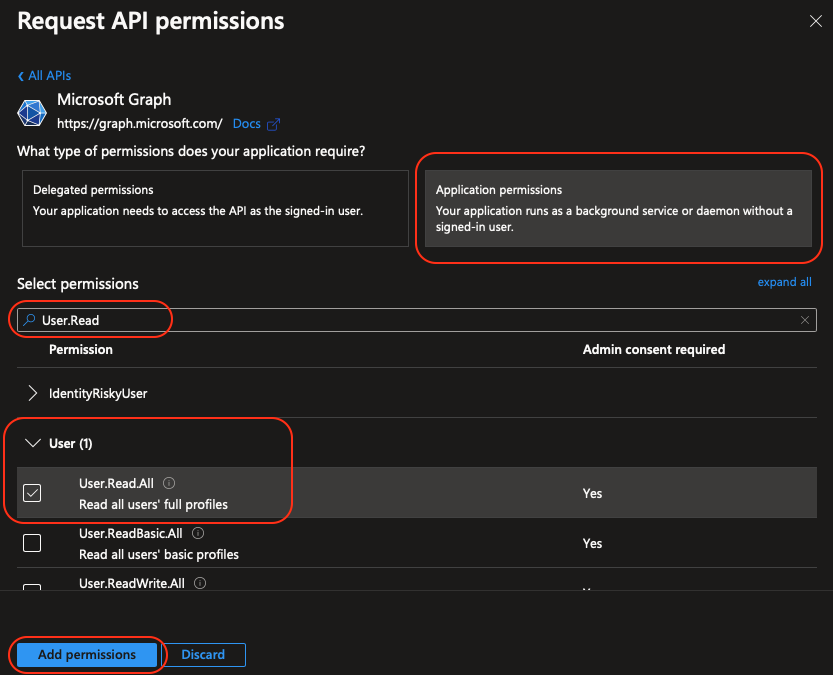 Request API permissions
All APIs
Microsoft Graph
https://graph.microsoft.com/ Docs
What type of permissions does your application require?
Delegated permissions
Your application needs to access the API as the signed-in user.
Application permissions
Your application runs as a background service or daemon without a
signed-in user.
Select permissions
expand all
User.Read
Permission
Admin consent required
IdentityRiskyUser
User (1)
User.Read.All
Read all users' full profiles
Yes
User.ReadBasic.All
Read all users' basic profiles
Yes
User.ReadWrite.All
Add permissions
Discard